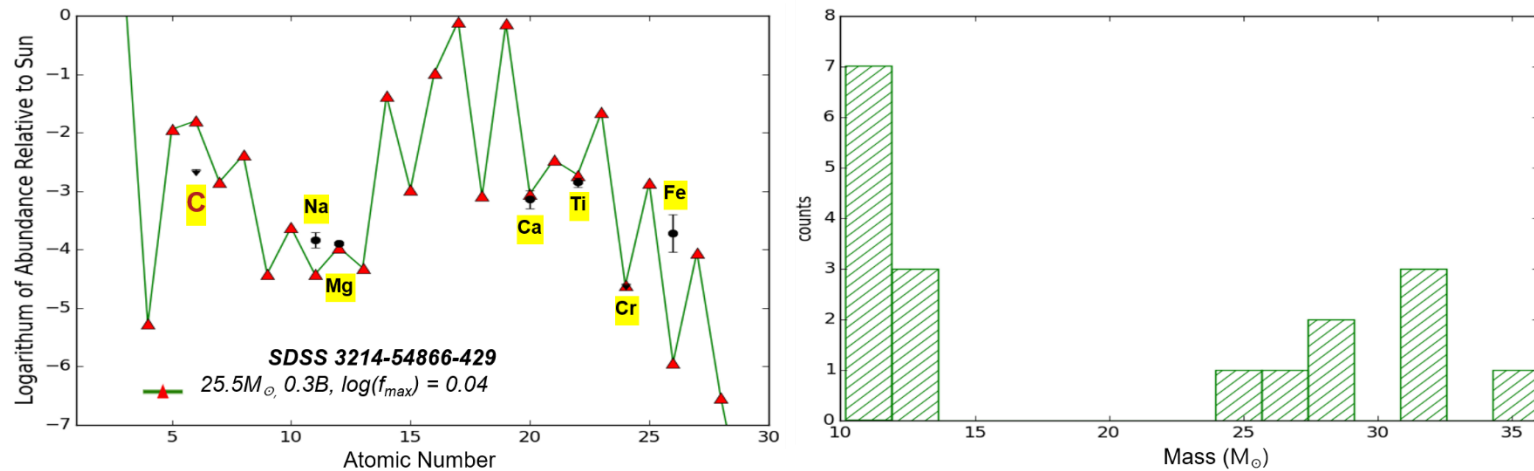 Logarithum of Abundance Relative to Sun
0
−1
−2
−3
−4
−5
−6
−7
C
Na
Mg
Ca
Ti
Cr
Fe
SDSS 3214-54866-429
25.5M☉, 0.3B, log(fmax) = 0.04
5 10 15 20 25 30
Atomic Number
counts
8
7
6
5
4
3
2
1
0
10 15 20 25 30 35
Mass (M☉)